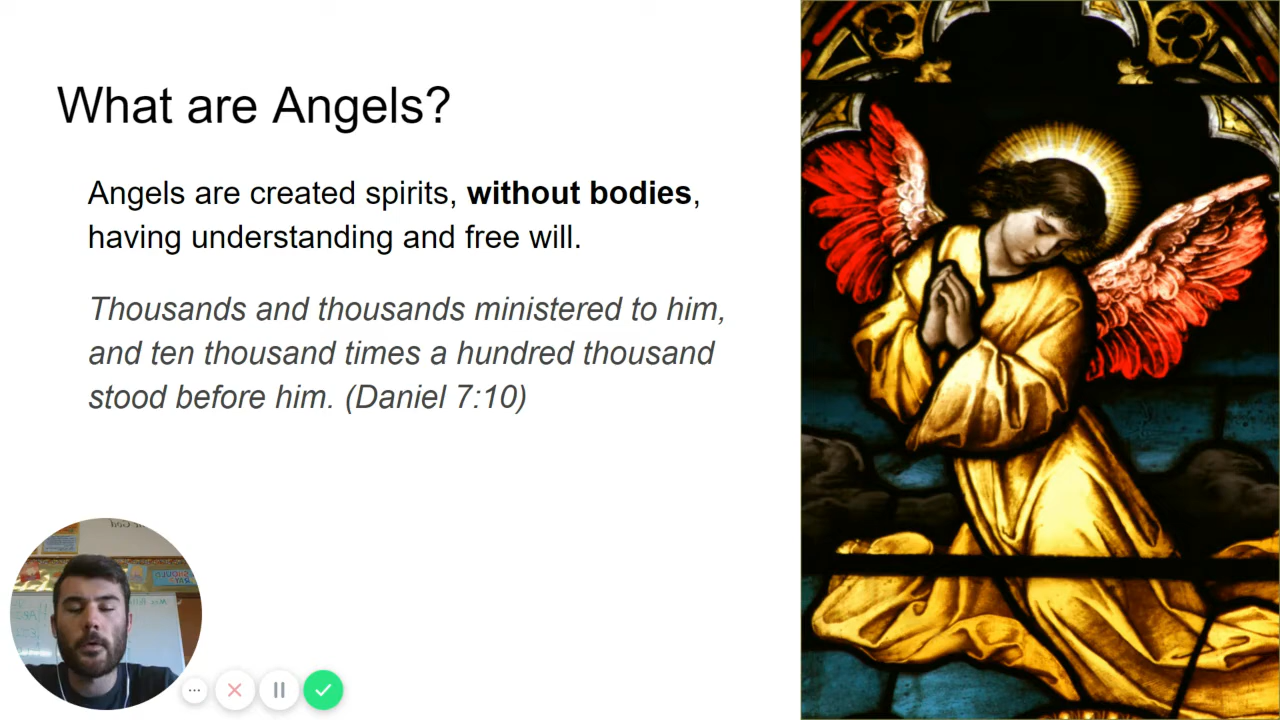 What are Angels?
Angels are created spirits, without bodies,
having understanding and free will.
Thousands and thousands ministered to him,
and ten thousand times a hundred thousand
stood before him. (Daniel 7:10)